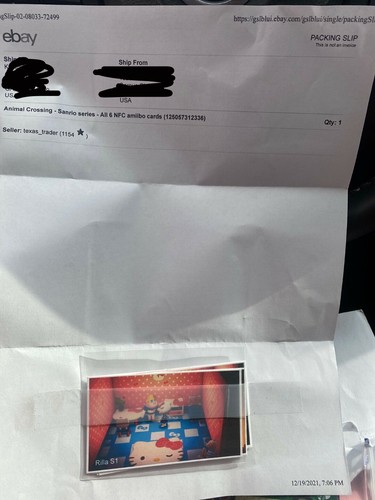 gSlip-02-08033-72499
https://gslblui.ebay.com/gslblui/single/packingSl
ebay
PACKING SLIP
This is not an invoice
Ship From
USA
Animal Crossing - Sanrio series - All 6 NFC amiibo cards (125057312336)
Qty: 1
Seller: texas_trader (1154 ★)
Rilla S1
12/19/2021, 7:06 PM